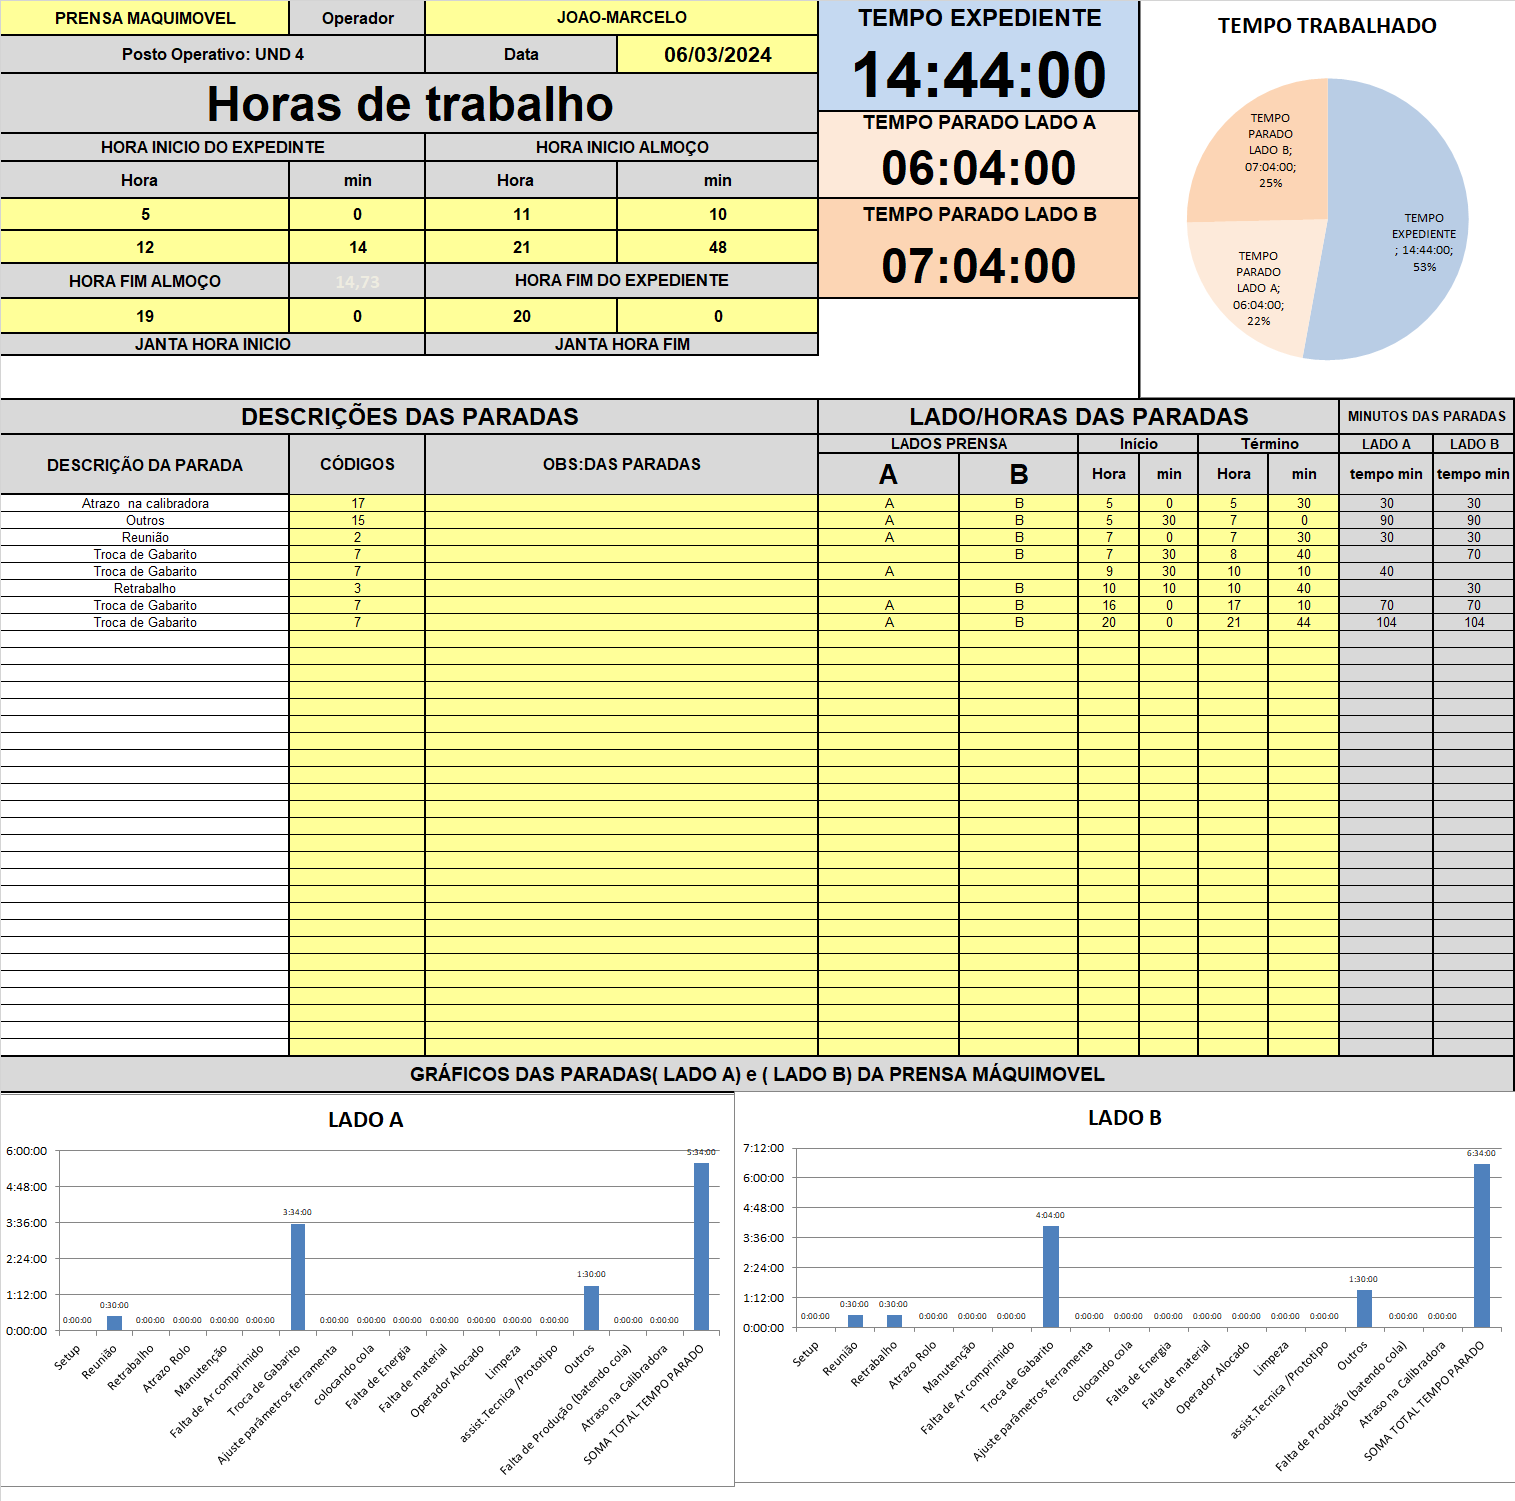 PRENSA MAQUIMOVEL Operador JOAO-MARCELO
Posto Operativo: UND 4 Data 06/03/2024
Horas de trabalho
HORA INICIO DO EXPEDINTE HORA INICIO ALMOÇO
Hora min Hora min
5 0 11 10
12 14 21 48
HORA FIM ALMOÇO 14,73 HORA FIM DO EXPEDIENTE
19 0 20 0
JANTA HORA INICIO JANTA HORA FIM
TEMPO EXPEDIENTE
14:44:00
TEMPO PARADO LADO A
06:04:00
TEMPO PARADO LADO B
07:04:00
TEMPO TRABALHADO
TEMPO
PARADO
LADO B;
07:04:00;
25%
TEMPO
EXPEDIENTE
; 14:44:00;
53%
TEMPO
PARADO
LADO A;
06:04:00;
22%
DESCRIÇÕES DAS PARADAS LADO/HORAS DAS PARADAS MINUTOS DAS PARADAS
DESCRIÇÃO DA PARADA CÓDIGOS OBS:DAS PARADAS LADOS PRENSA Início Término LADO A LADO B
A B Hora min Hora min tempo min tempo min
Atrazo  na calibradora 17 A B 5 0 5 30 30 30
Outros 15 A B 5 30 7 0 90 90
Reunião 2 A B 7 0 7 30 30 30
Troca de Gabarito 7 B 7 30 8 40 70
Troca de Gabarito 7 A 9 30 10 10 40
Retrabalho 3 B 10 10 10 40 30
Troca de Gabarito 7 A B 16 0 17 10 70 70
Troca de Gabarito 7 A B 20 0 21 44 104 104
GRÁFICOS DAS PARADAS( LADO A) e ( LADO B) DA PRENSA MÁQUIMOVEL
LADO A
6:00:00
4:48:00
3:36:00
2:24:00
1:12:00
0:00:00
0:00:00 0:30:00 0:00:00 0:00:00 0:00:00 0:00:00 3:34:00 0:00:00 0:00:00 0:00:00 0:00:00 0:00:00 0:00:00 0:00:00 1:30:00 0:00:00 0:00:00 5:34:00
Setup
Reunião
Retrabalho
Atrazo Rolo
Manutenção
Falta de Ar comprimido
Troca de Gabarito
Ajuste parâmetros ferramenta
colocando cola
Falta de Energia
Falta de material
Operador Alocado
Limpeza
assist.Tecnica /Prototipo
Outros
Falta de Produção (batendo cola)
Atraso na Calibradora
SOMA TOTAL TEMPO PARADO
LADO B
7:12:00
6:00:00
4:48:00
3:36:00
2:24:00
1:12:00
0:00:00
0:00:00 0:30:00 0:30:00 0:00:00 0:00:00 0:00:00 4:04:00 0:00:00 0:00:00 0:00:00 0:00:00 0:00:00 0:00:00 0:00:00 1:30:00 0:00:00 0:00:00 6:34:00
Setup
Reunião
Retrabalho
Atrazo Rolo
Manutenção
Falta de Ar comprimido
Troca de Gabarito
Ajuste parâmetros ferramenta
colocando cola
Falta de Energia
Falta de material
Operador Alocado
Limpeza
assist.Tecnica /Prototipo
Outros
Falta de Produção (batendo cola)
Atraso na Calibradora
SOMA TOTAL TEMPO PARADO